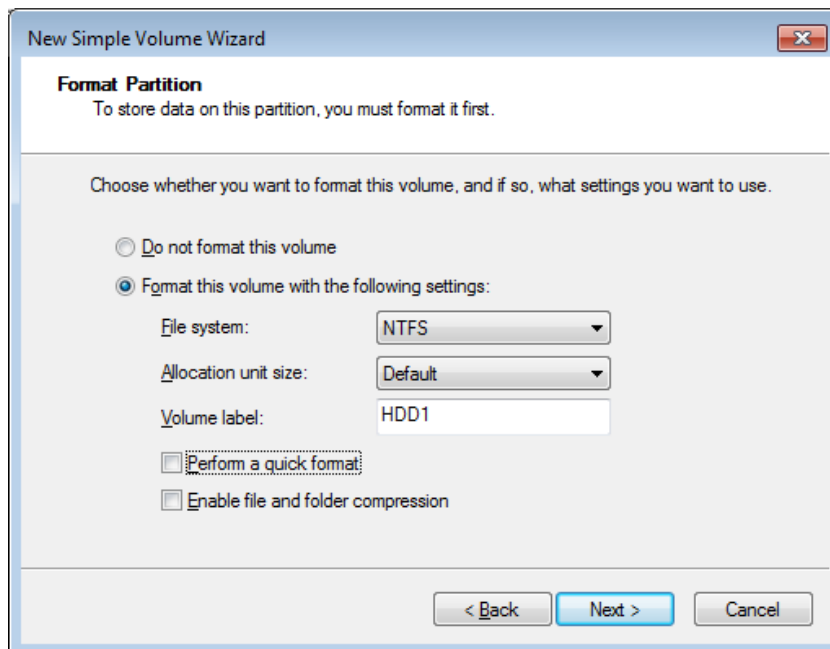 New Simple Volume Wizard
Format Partition
To store data on this partition, you must format it first.
Choose whether you want to format this volume, and if so, what settings you want to use.
Do not format this volume
Format this volume with the following settings:
File system: NTFS
Allocation unit size: Default
Volume label: HDD1
Perform a quick format
Enable file and folder compression
< Back Next > Cancel